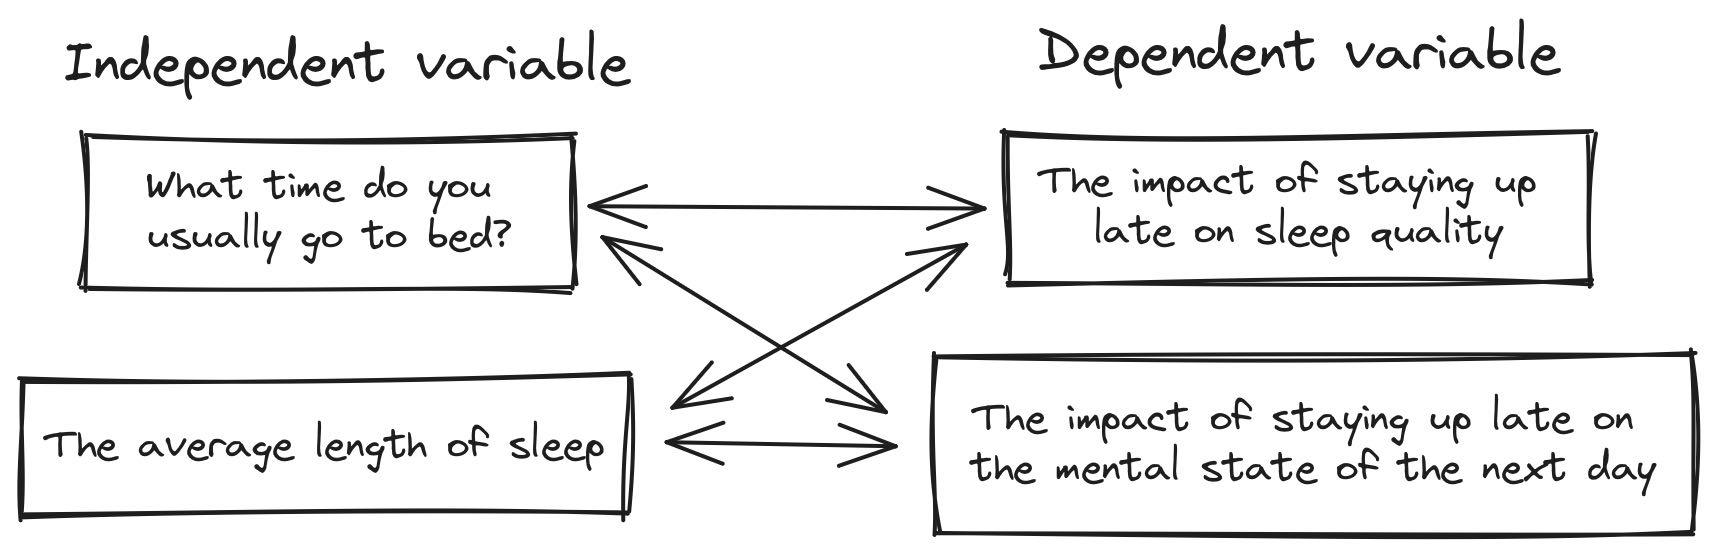 Independent variable
Dependent variable
What time do you
usually go to bed?
The impact of staying up
late on sleep quality
The average length of sleep
The impact of staying up late on
the mental state of the next day